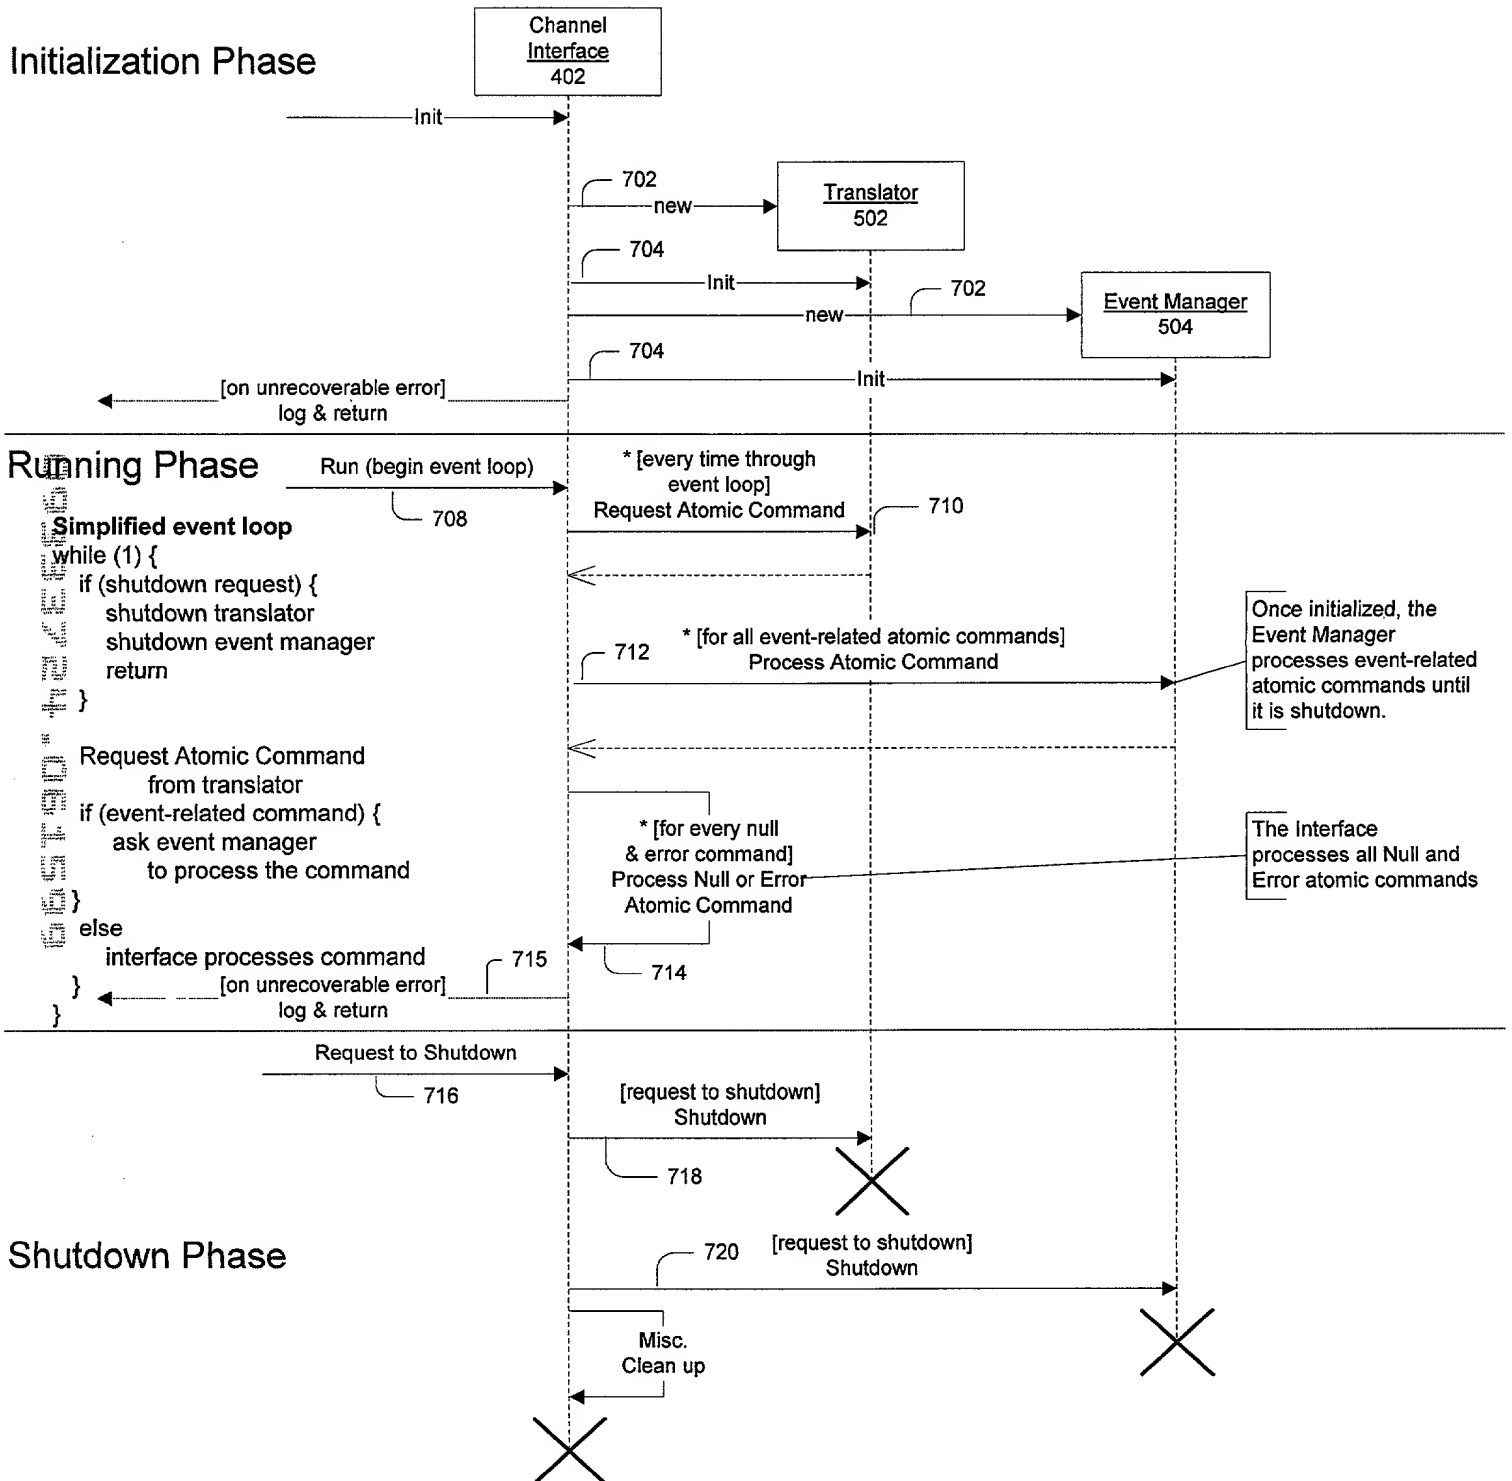 Channel
Interface
402
Initialization Phase
Init
702
new
Translator
502
704
Init
702
new
Event Manager
504
704
Init
[on unrecoverable error]
log & return
Running Phase
Run (begin event loop)
708
* [every time through
event loop]
Request Atomic Command
710
Simplified event loop
while (1) {
if (shutdown request) {
shutdown translator
shutdown event manager
return
}
Request Atomic Command
from translator
if (event-related command) {
ask event manager
to process the command
}
else
interface processes command
}
}
712
* [for all event-related atomic commands]
Process Atomic Command
Once initialized, the
Event Manager
processes event-related
atomic commands until
it is shutdown.
* [for every null
& error command]
Process Null or Error
Atomic Command
714
The Interface
processes all Null and
Error atomic commands
715
[on unrecoverable error]
log & return
Request to Shutdown
716
[request to shutdown]
Shutdown
718
Shutdown Phase
720
[request to shutdown]
Shutdown
Misc.
Clean up